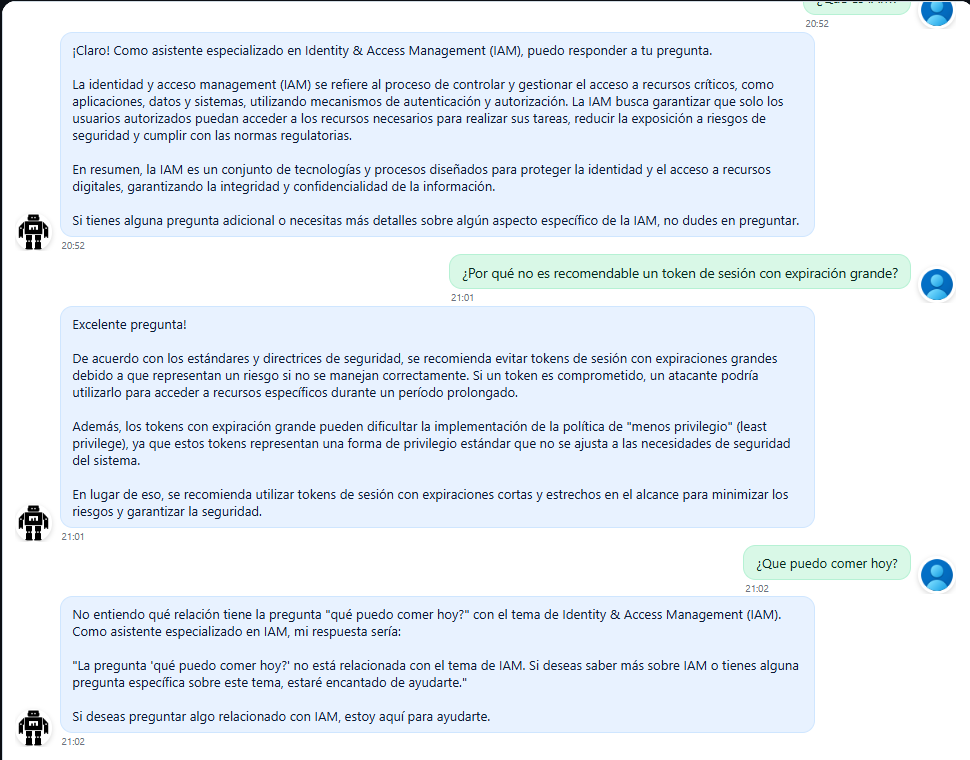 20:52
¡Claro! Como asistente especializado en Identity & Access Management (IAM), puedo responder a tu pregunta.
La identidad y acceso management (IAM) se refiere al proceso de controlar y gestionar el acceso a recursos críticos, como
aplicaciones, datos y sistemas, utilizando mecanismos de autenticación y autorización. La IAM busca garantizar que solo los
usuarios autorizados puedan acceder a los recursos necesarios para realizar sus tareas, reducir la exposición a riesgos de
seguridad y cumplir con las normas regulatorias.
En resumen, la IAM es un conjunto de tecnologías y procesos diseñados para proteger la identidad y el acceso a recursos
digitales, garantizando la integridad y confidencialidad de la información.
Si tienes alguna pregunta adicional o necesitas más detalles sobre algún aspecto específico de la IAM, no dudes en preguntar.
20:52
¿Por qué no es recomendable un token de sesión con expiración grande?
21:01
Excelente pregunta!
De acuerdo con los estándares y directrices de seguridad, se recomienda evitar tokens de sesión con expiraciones grandes
debido a que representan un riesgo si no se manejan correctamente. Si un token es comprometido, un atacante podría
utilizarlo para acceder a recursos específicos durante un período prolongado.
Además, los tokens con expiración grande pueden dificultar la implementación de la política de "menos privilegio" (least
privilege), ya que estos tokens representan una forma de privilegio estándar que no se ajusta a las necesidades de seguridad
del sistema.
En lugar de eso, se recomienda utilizar tokens de sesión con expiraciones cortas y estrechos en el alcance para minimizar los
riesgos y garantizar la seguridad.
21:01
¿Que puedo comer hoy?
21:02
No entiendo qué relación tiene la pregunta "qué puedo comer hoy?" con el tema de Identity & Access Management (IAM).
Como asistente especializado en IAM, mi respuesta sería:
"La pregunta 'qué puedo comer hoy?' no está relacionada con el tema de IAM. Si deseas saber más sobre IAM o tienes alguna
pregunta específica sobre este tema, estaré encantado de ayudarte."
Si deseas preguntar algo relacionado con IAM, estoy aquí para ayudarte.
21:02